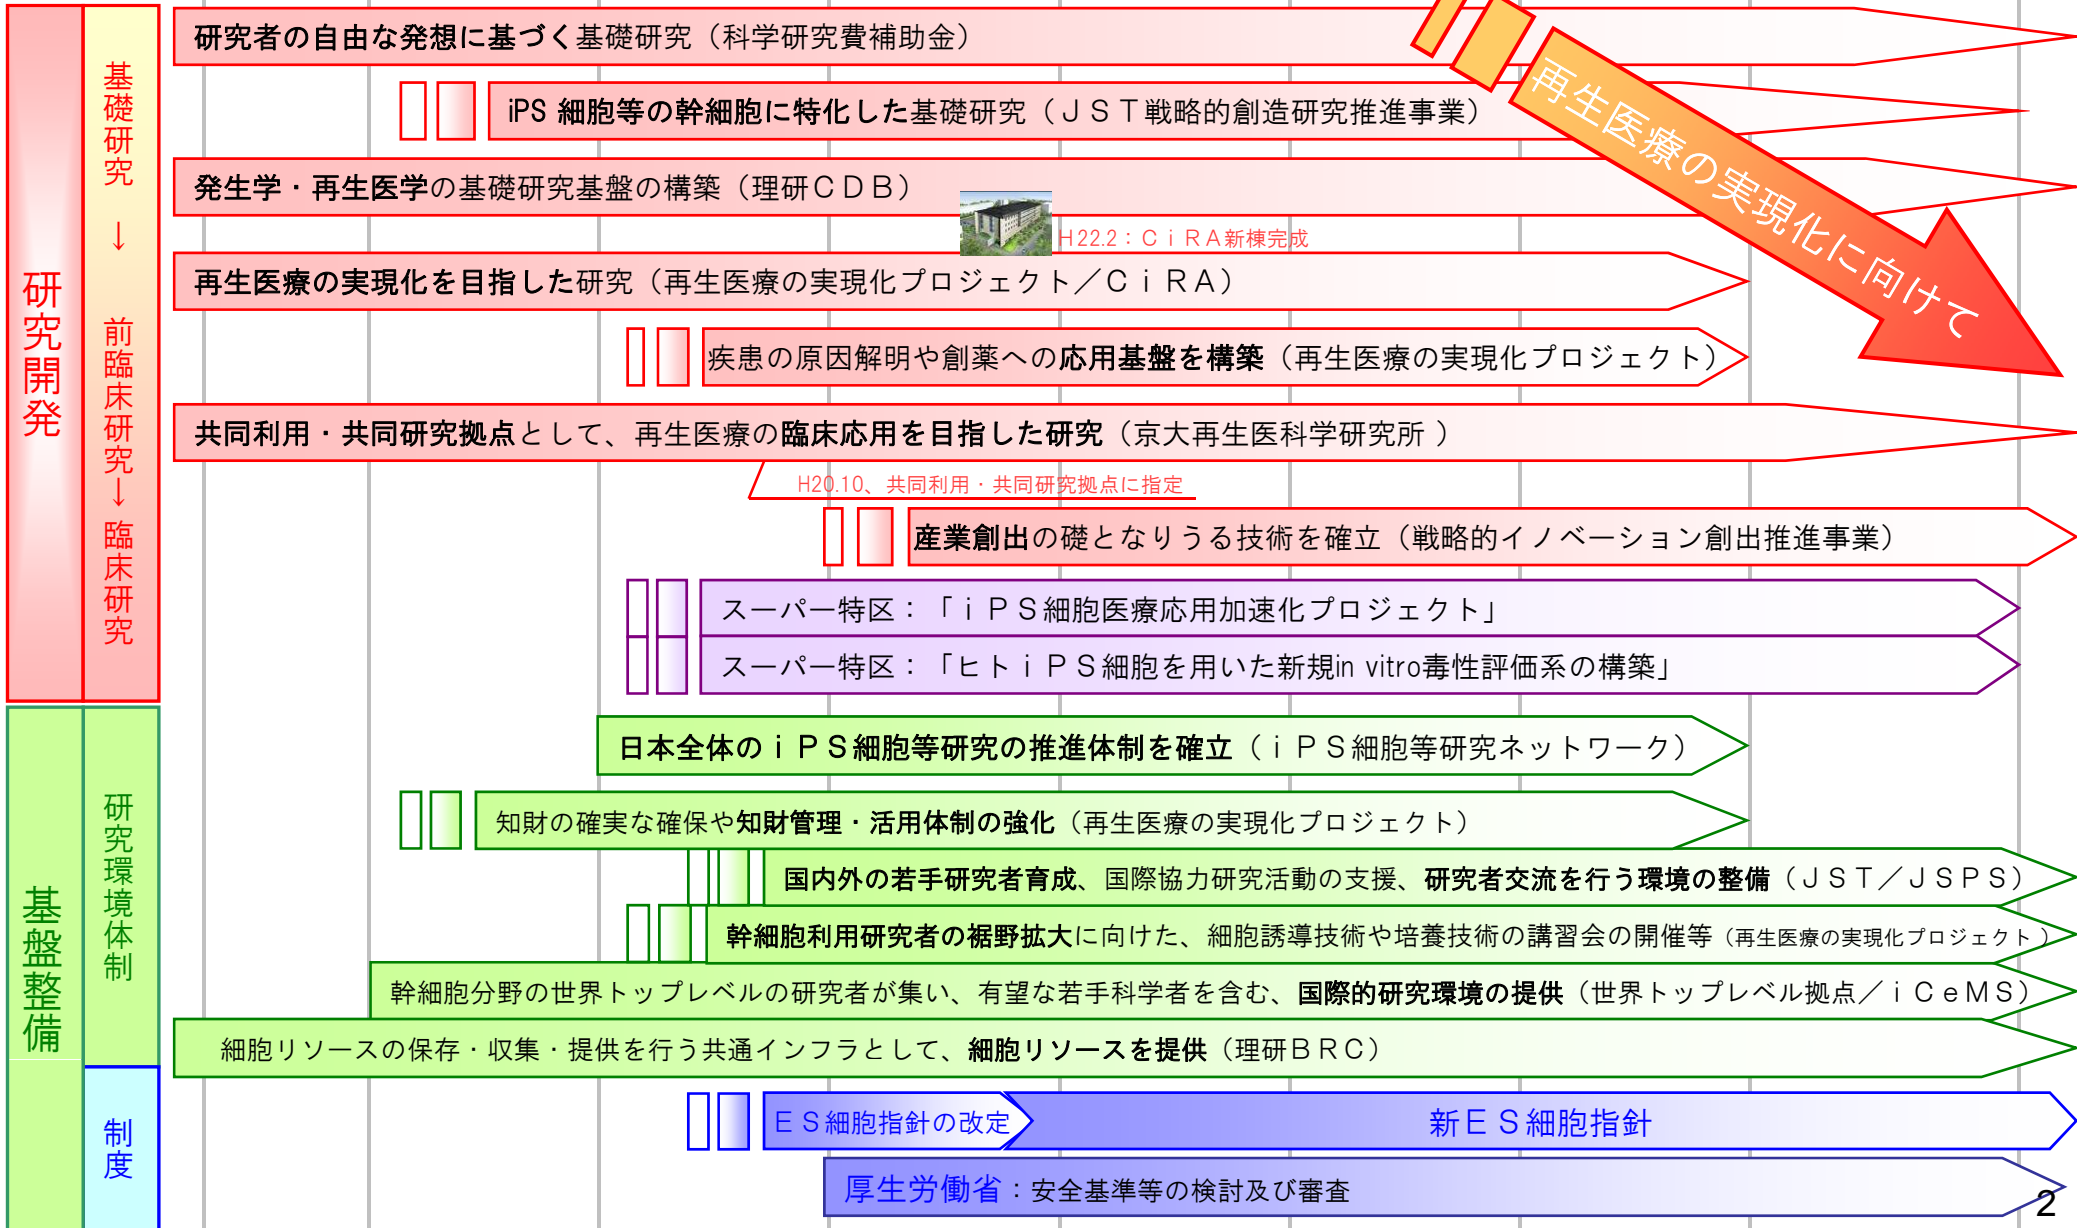 研究開発
基礎研究 → 前臨床研究→臨床研究
研究者の自由な発想に基づく基礎研究（科学研究費補助金）
iPS 細胞等の幹細胞に特化した基礎研究（ＪＳＴ戦略的創造研究推進事業）
発生学・再生医学の基礎研究基盤の構築（理研ＣＤＢ）
H22.2：ＣｉＲＡ新棟完成
再生医療の実現化を目指した研究（再生医療の実現化プロジェクト／ＣｉＲＡ）
再生医療の実現化に向けて
疾患の原因解明や創薬への応用基盤を構築（再生医療の実現化プロジェクト）
共同利用・共同研究拠点として、再生医療の臨床応用を目指した研究（京大再生医科学研究所 ）
H20.10、共同利用・共同研究拠点に指定
産業創出の礎となりうる技術を確立（戦略的イノベーション創出推進事業）
スーパー特区：「ｉＰＳ細胞医療応用加速化プロジェクト」
スーパー特区：「ヒトｉＰＳ細胞を用いた新規in vitro毒性評価系の構築」
基盤整備
研究環境体制
日本全体のｉＰＳ細胞等研究の推進体制を確立（ｉＰＳ細胞等研究ネットワーク）
知財の確実な確保や知財管理・活用体制の強化（再生医療の実現化プロジェクト）
国内外の若手研究者育成、国際協力研究活動の支援、研究者交流を行う環境の整備（ＪＳＴ／ＪＳＰＳ）
幹細胞利用研究者の裾野拡大に向けた、細胞誘導技術や培養技術の講習会の開催等（再生医療の実現化プロジェクト ）
幹細胞分野の世界トップレベルの研究者が集い、有望な若手科学者を含む、国際的研究環境の提供（世界トップレベル拠点／ｉＣｅＭＳ）
細胞リソースの保存・収集・提供を行う共通インフラとして、細胞リソースを提供（理研ＢＲＣ）
制度
ＥＳ細胞指針の改定
新ＥＳ細胞指針
厚生労働省：安全基準等の検討及び審査
2